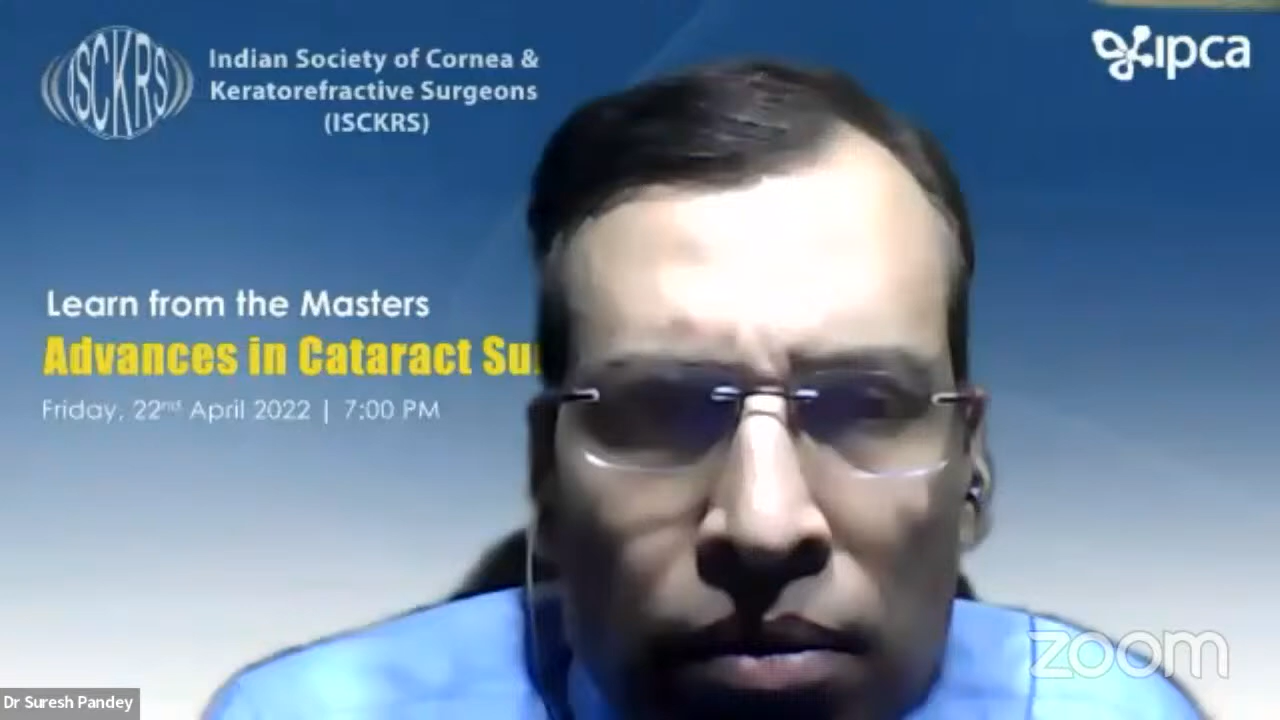 ISCKRS
Indian Society of Cornea &
Keratorefractive Surgeons
(ISCKRS)
ipca
Learn from the Masters
Advances in Cataract
Friday, 22nd April 2022 | 7:00 PM
zoom
Dr Suresh Pandey